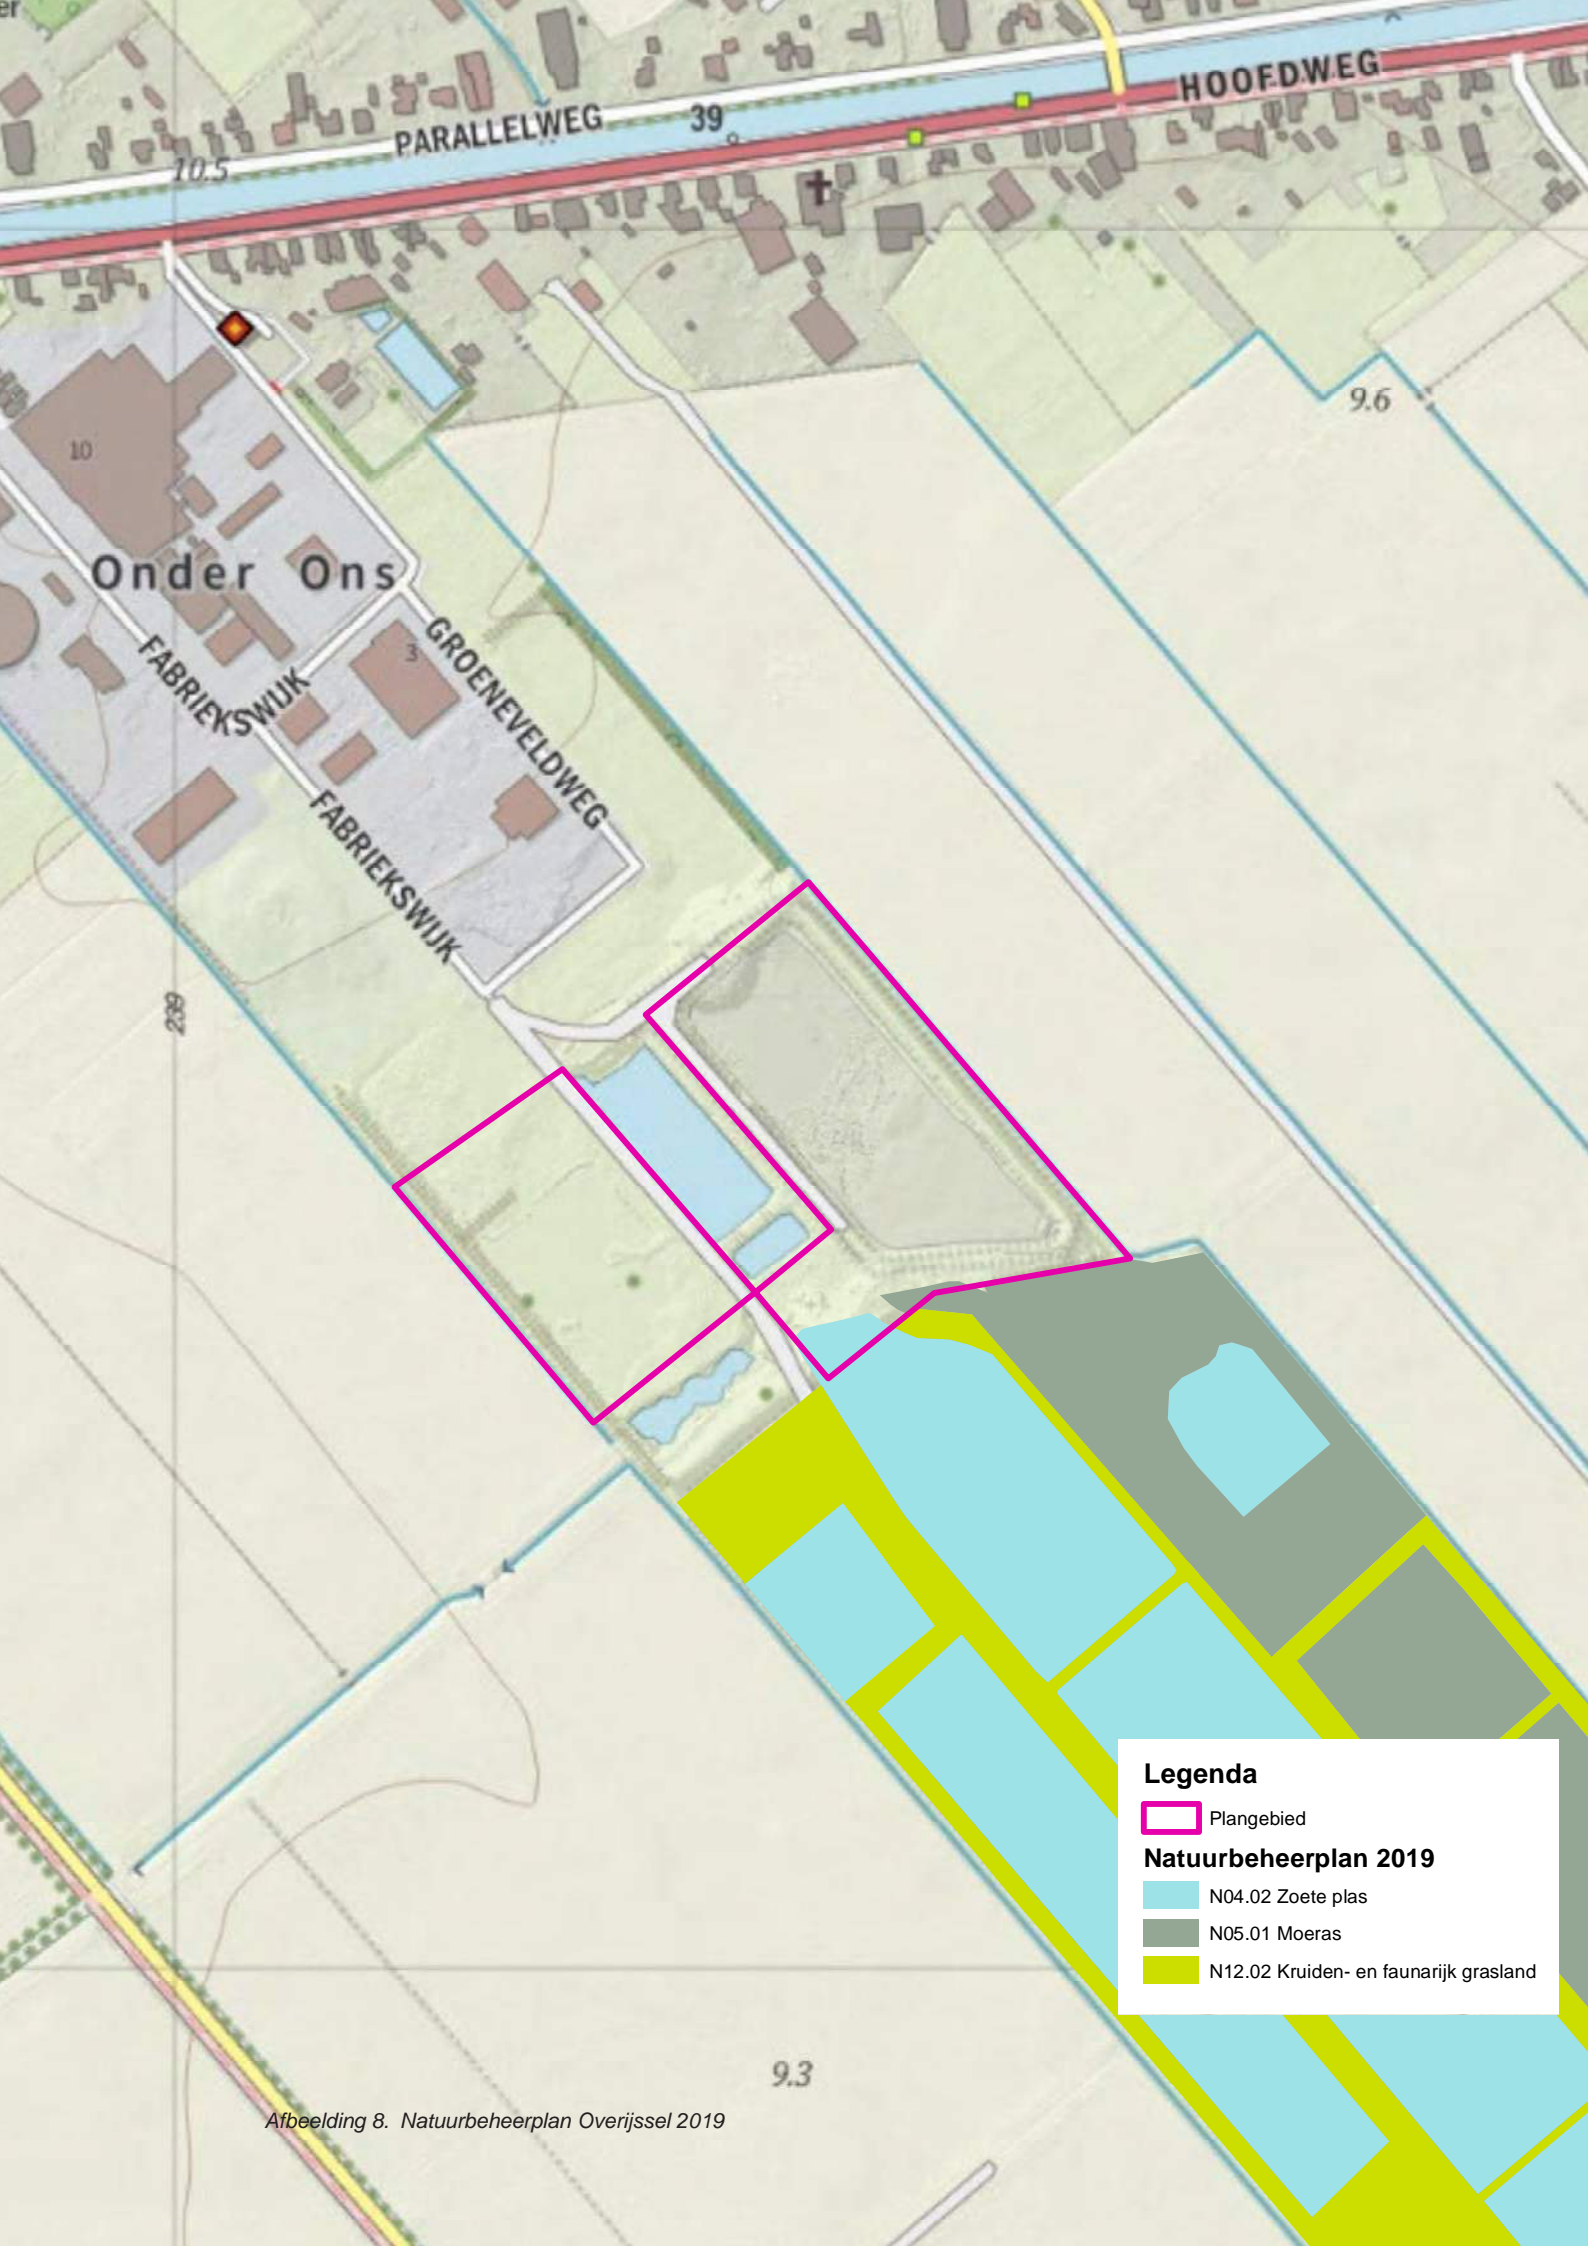 er
HOOFDWEG
PARALLELWEG
39
10.5
9.6
10
Onder Ons
3
GROENEVELDWEG
FABRIEKSWIJK
FABRIEKSWIJK
239
Legenda
Plangebied
Natuurbeheerplan 2019
N04.02 Zoete plas
N05.01 Moeras
N12.02 Kruiden- en faunarijk grasland
9.3
Afbeelding 8. Natuurbeheerplan Overijssel 2019